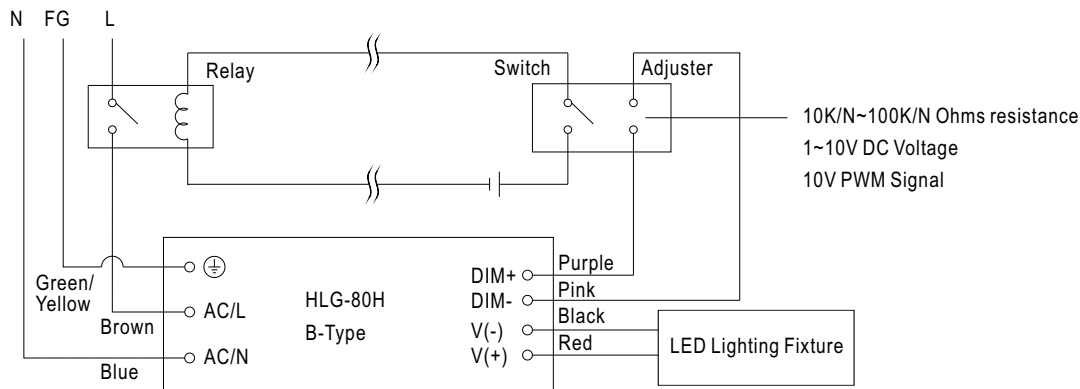 N FG L
Relay
Switch
Adjuster
10K/N~100K/N Ohms resistance
1~10V DC Voltage
10V PWM Signal
Green/
Yellow
Brown
Blue
AC/L
AC/N
HLG-80H
B-Type
DIM+
DIM-
V(-)
V(+)
Purple
Pink
Black
Red
LED Lighting Fixture